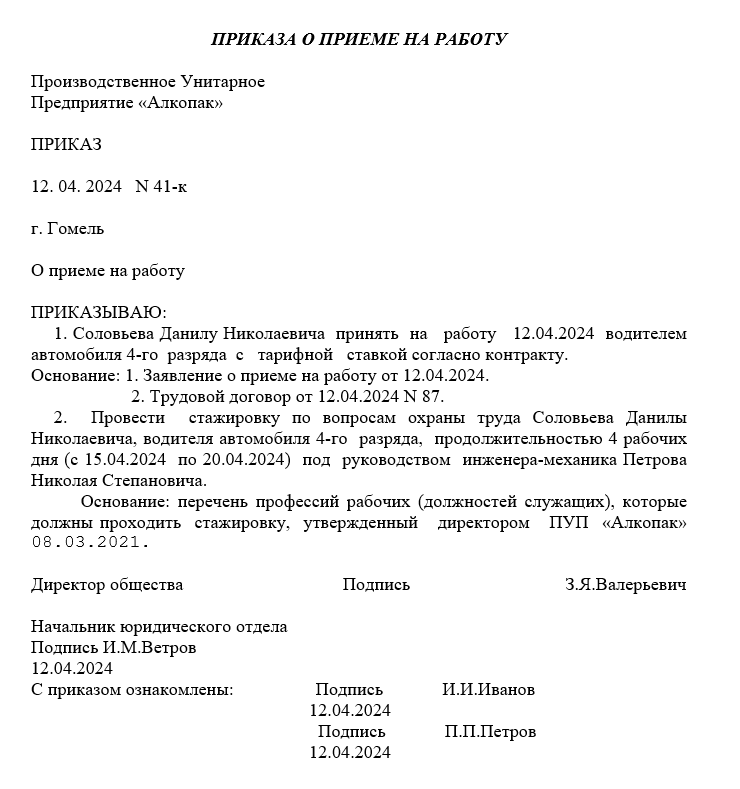 ПРИКАЗА О ПРИЕМЕ НА РАБОТУ
Производственное Унитарное
Предприятие «Алкопак»
ПРИКАЗ
12. 04. 2024 N 41-к
г. Гомель
О приеме на работу
ПРИКАЗЫВАЮ:
1. Соловьева Данилу Николаевича принять на работу 12.04.2024 водителем
автомобиля 4-го разряда с тарифной ставкой согласно контракту.
Основание: 1. Заявление о приеме на работу от 12.04.2024.
2. Трудовой договор от 12.04.2024 N 87.
2. Провести стажировку по вопросам охраны труда Соловьева Данилы
Николаевича, водителя автомобиля 4-го разряда, продолжительностью 4 рабочих
дня (с 15.04.2024 по 20.04.2024) под руководством инженера-механика Петрова
Николая Степановича.
Основание: перечень профессий рабочих (должностей служащих), которые
должны проходить стажировку, утвержденный директором ПУП «Алкопак»
08.03.2021.
Директор общества Подпись З.Я.Валерьевич
Начальник юридического отдела
Подпись И.М.Ветров
12.04.2024
С приказом ознакомлены: Подпись И.И.Иванов
12.04.2024
Подпись П.П.Петров
12.04.2024